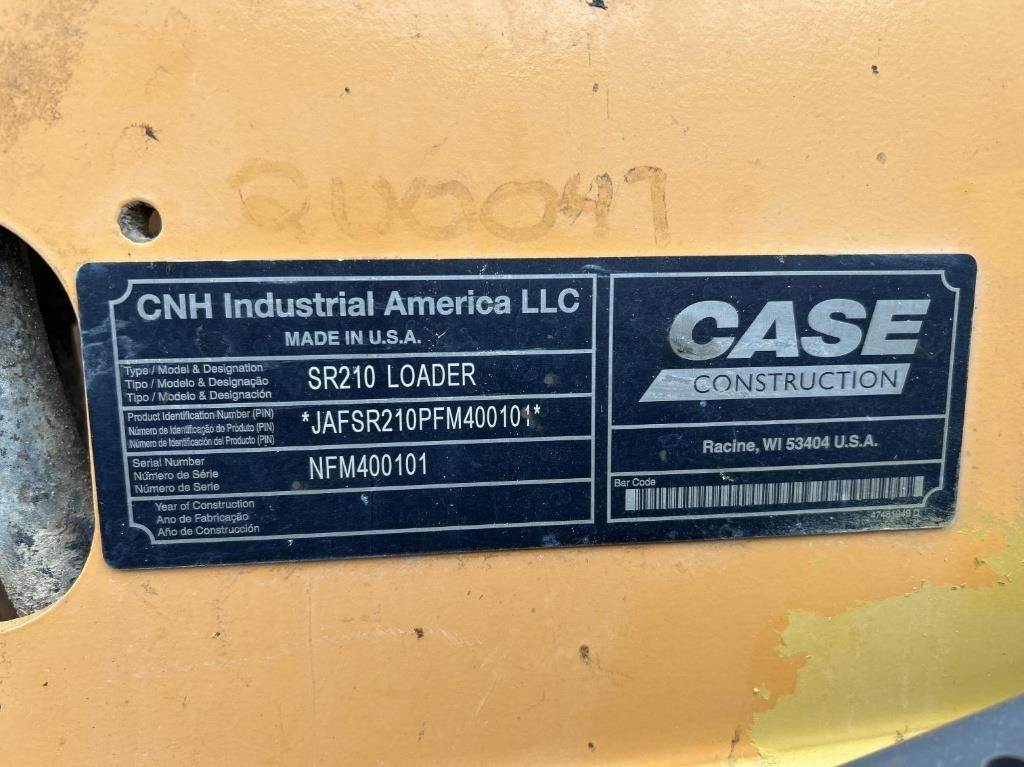 CNH Industrial America LLC
MADE IN U.S.A.
Type / Model & Designation
Tipo / Modelo & Designação
Tipo / Modelo & Designación
SR210 LOADER
Product Identification Number (PIN)
Número de Identificação do Produto (PIN)
Número de Identificación del Producto (PIN)
*JAFSR210PFM400101*
Serial Number
Número de Série
Número de Serie
NFM400101
Year of Construction
Ano de Fabricação
Año de Construcción
CASE
CONSTRUCTION
Racine, WI 53404 U.S.A.
Bar Code